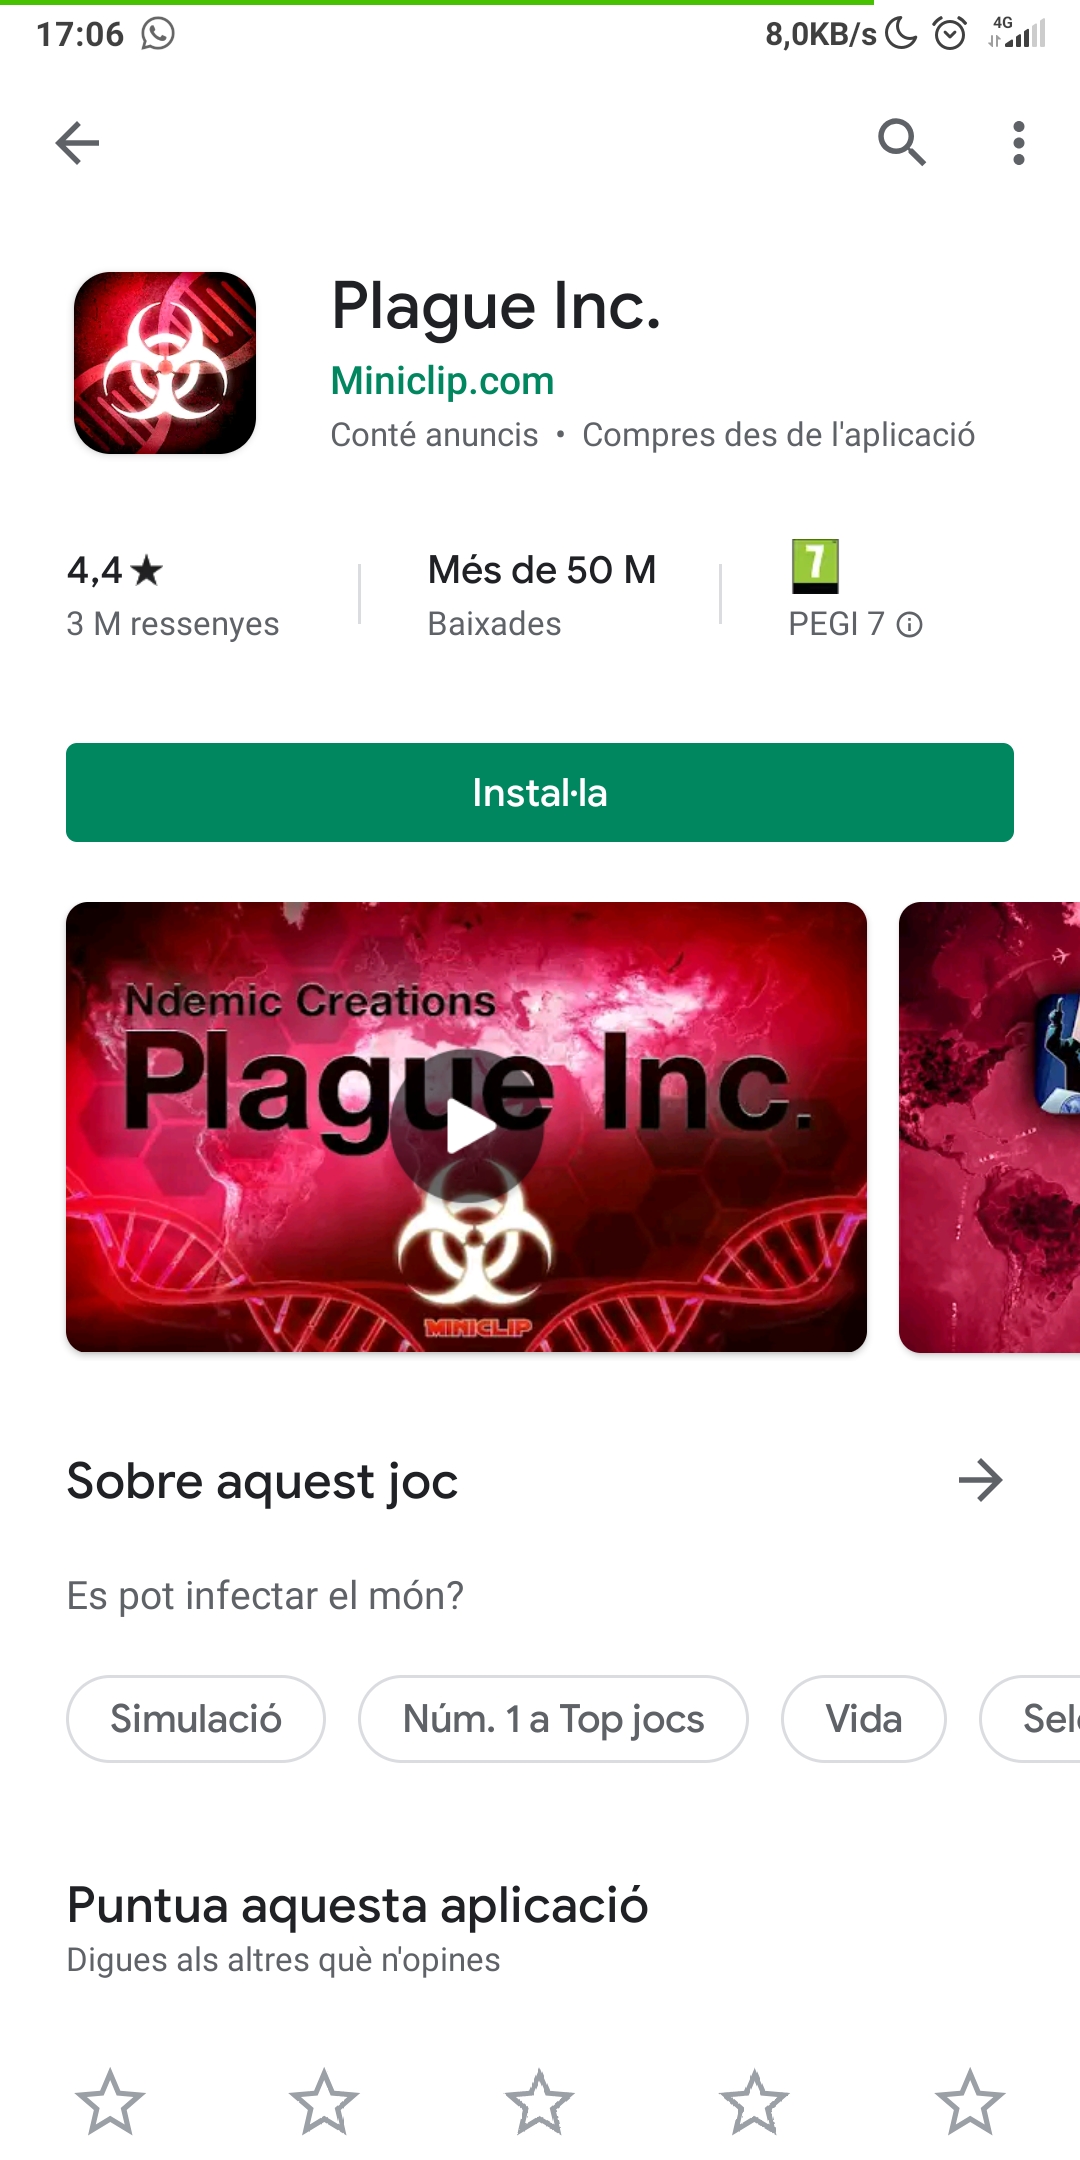 17:06
8,0KB/s
4G
Plague Inc.
Miniclip.com
Conté anuncis • Compres des de l'aplicació
4,4★
3 M ressenyes
Més de 50 M
Baixades
7
PEGI 7
Instal·la
Ndemic Creations
Plague Inc.
MINICLIP
Sobre aquest joc
Es pot infectar el món?
Simulació
Núm. 1 a Top jocs
Vida
Puntua aquesta aplicació
Digues als altres què n'opines